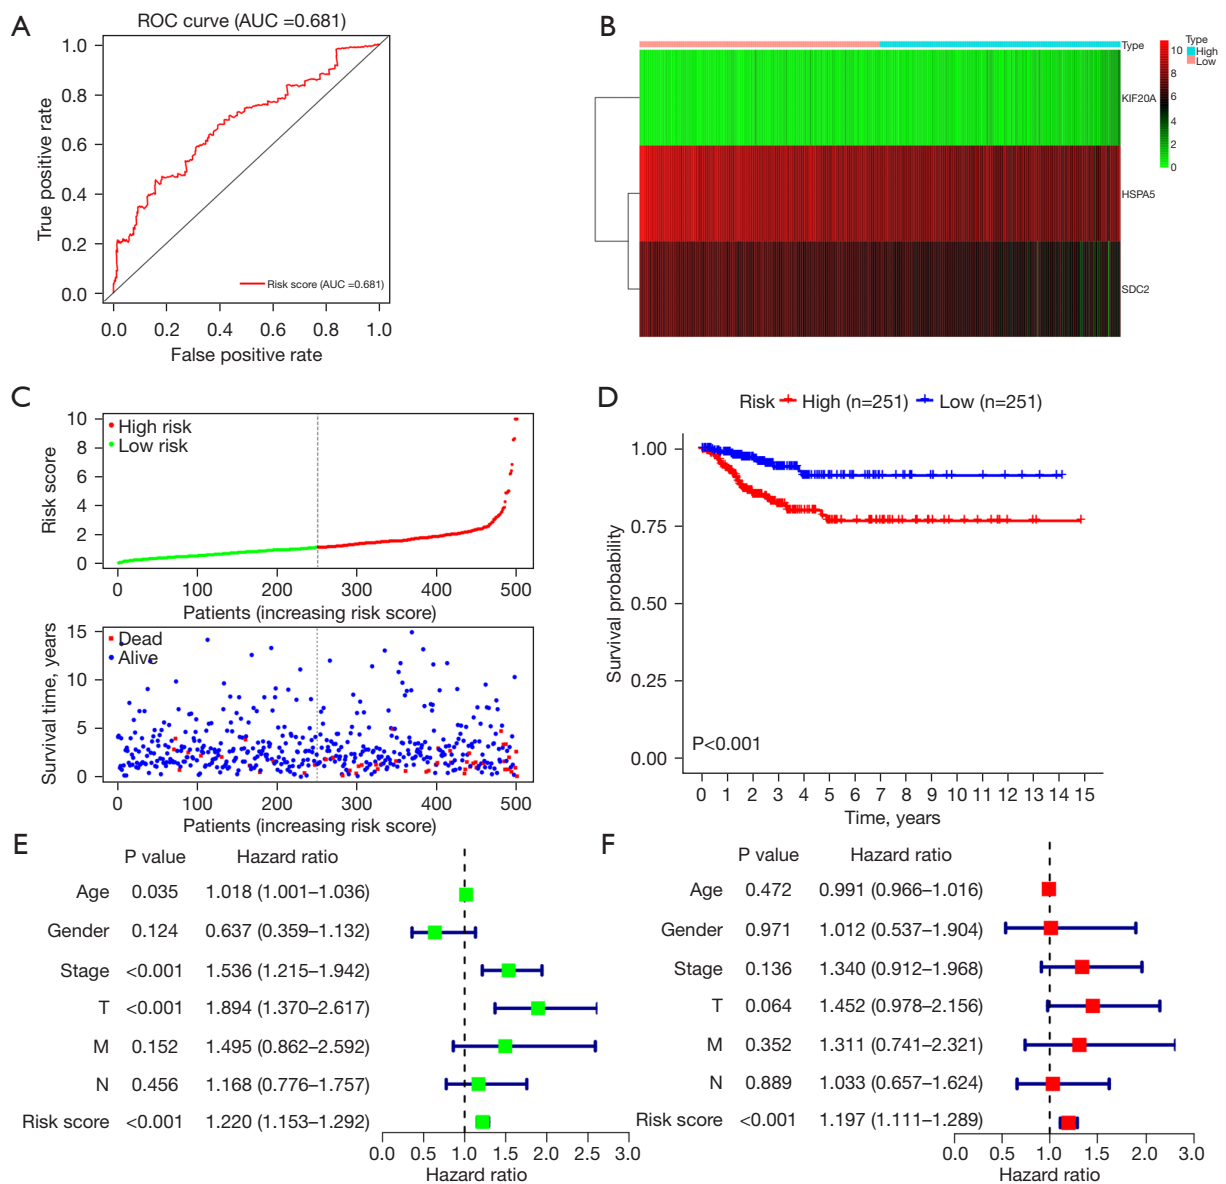 A
ROC curve (AUC =0.681)
True positive rate
1.0
0.8
0.6
0.4
0.2
0.0
Risk score (AUC =0.681)
0.0 0.2 0.4 0.6 0.8 1.0
False positive rate
B
Type
KIF20A
HSPA5
SDC2
10
8
6
4
2
0
Type
High
Low
C
Risk score
10
8
6
4
2
0
High risk
Low risk
0 100 200 300 400 500
Patients (increasing risk score)
Survival time, years
15
10
5
0
Dead
Alive
0 100 200 300 400 500
Patients (increasing risk score)
D
Risk High (n=251) Low (n=251)
Survival probability
1.00
0.75
0.50
0.25
0.00
P<0.001
0 1 2 3 4 5 6 7 8 9 10 11 12 13 14 15
Time, years
E
P value Hazard ratio
Age 0.035 1.018 (1.001–1.036)
Gender 0.124 0.637 (0.359–1.132)
Stage <0.001 1.536 (1.215–1.942)
T <0.001 1.894 (1.370–2.617)
M 0.152 1.495 (0.862–2.592)
N 0.456 1.168 (0.776–1.757)
Risk score <0.001 1.220 (1.153–1.292)
0.0 0.5 1.0 1.5 2.0 2.5 3.0
Hazard ratio
F
P value Hazard ratio
Age 0.472 0.991 (0.966–1.016)
Gender 0.971 1.012 (0.537–1.904)
Stage 0.136 1.340 (0.912–1.968)
T 0.064 1.452 (0.978–2.156)
M 0.352 1.311 (0.741–2.321)
N 0.889 1.033 (0.657–1.624)
Risk score <0.001 1.197 (1.111–1.289)
0.0 0.5 1.0 1.5 2.0 2.5 3.0
Hazard ratio